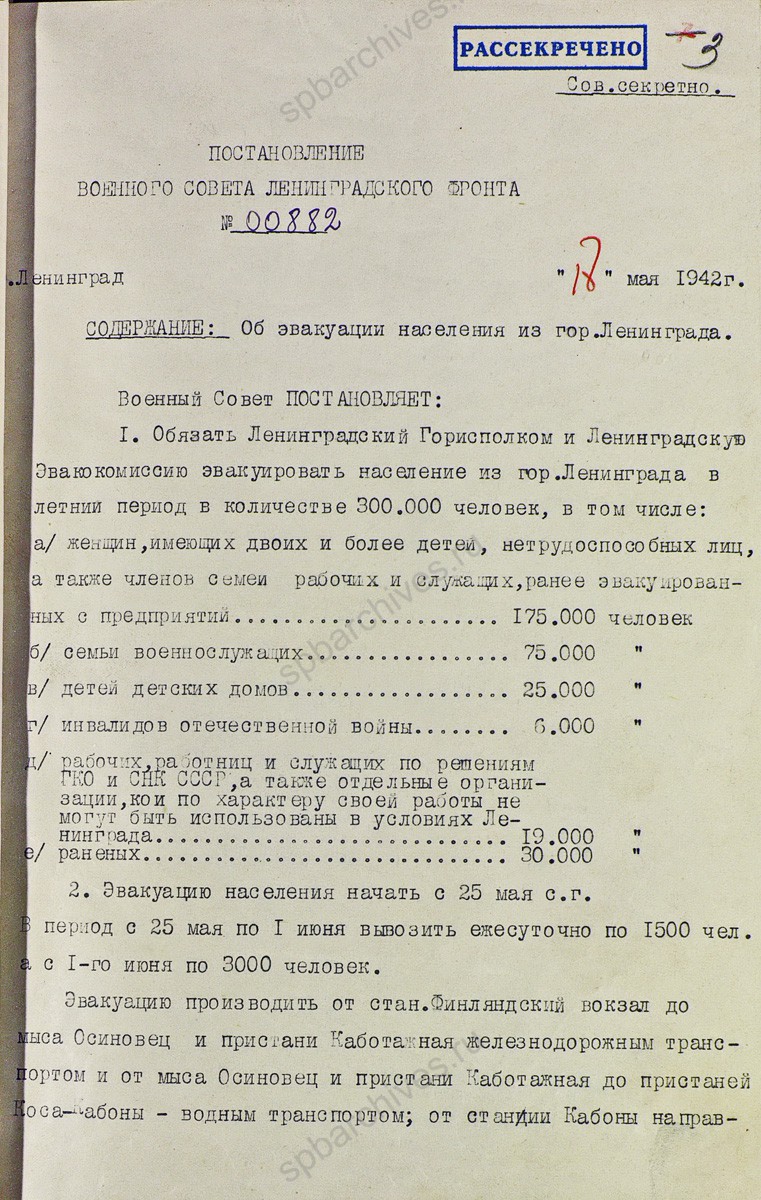 РАССЕКРЕЧЕНО
3
Сов.секретно.
ПОСТАНОВЛЕНИЕ
ВОЕННОГО СОВЕТА ЛЕНИНГРАДСКОГО ФРОНТА
№ 00882
.Ленинград "18" мая 1942г.
СОДЕРЖАНИЕ: Об эвакуации населения из гор.Ленинграда.
Военный Совет ПОСТАНОВЛЯЕТ:
I. Обязать Ленинградский Горисполком и Ленинградскую
Эвакокомиссию эвакуировать население из гор.Ленинграда в
летний период в количестве 300.000 человек, в том числе:
а/ женщин,имеющих двоих и более детей, нетрудоспособных лиц,
а также членов семей рабочих и служащих,ранее эвакуирован-
ных с предприятий...................... 175.000 человек
б/ семьи военнослужащих................. 75.000 "
в/ детей детских домов.................. 25.000 "
г/ инвалидов отечественной войны........ 6.000 "
д/ рабочих,работниц и служащих по решениям
ГКО и СНК СССР,а также отдельные органи-
зации,кои по характеру своей работы не
могут быть использованы в условиях Ле-
нинграда............................. 19.000 "
е/ раненых.............................. 30.000 "
2. Эвакуацию населения начать с 25 мая с.г.
В период с 25 мая по I июня вывозить ежесуточно по 1500 чел.
а с I-го июня по 3000 человек.
Эвакуацию производить от стан.Финляндский вокзал до
мыса Осиновец и пристани Каботажная железнодорожным транс-
портом и от мыса Осиновец и пристани Каботажная до пристаней
Коса-Кабоны - водным транспортом; от станции Кабоны направ-
spbarchives.ru
spbarchives.ru
spbarchives.ru